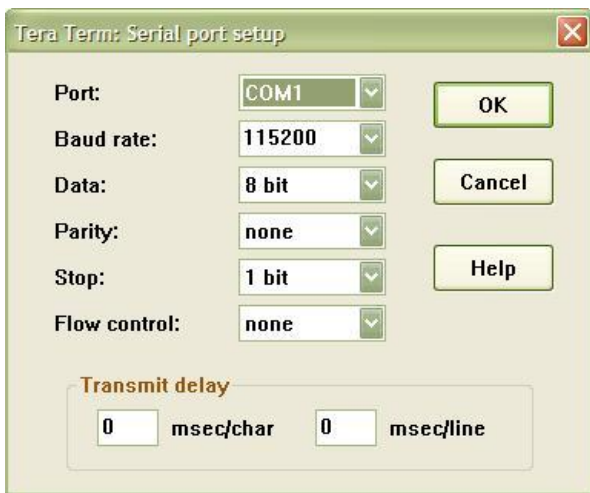 Tera Term: Serial port setup
Port: COM1
OK
Baud rate: 115200
Data: 8 bit
Cancel
Parity: none
Stop: 1 bit
Help
Flow control: none
Transmit delay
0 msec/char 0 msec/line